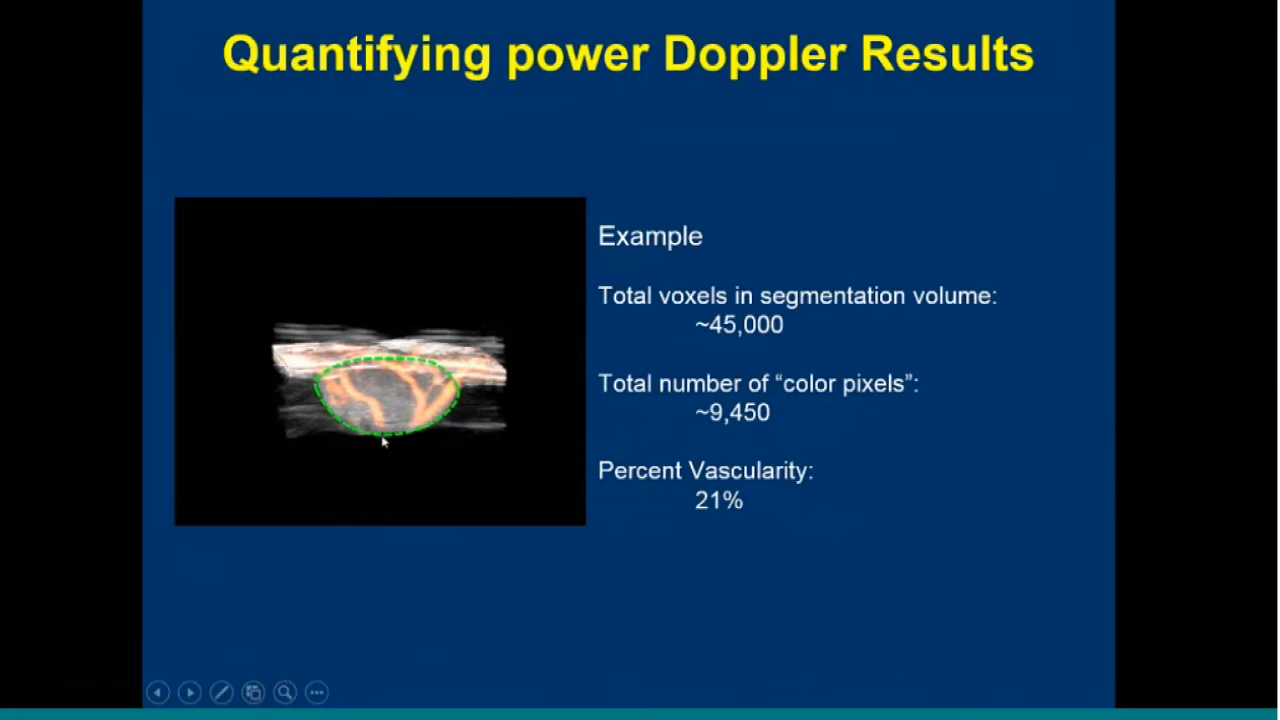 Quantifying power Doppler Results
Example
Total voxels in segmentation volume:
~45,000
Total number of “color pixels”:
~9,450
Percent Vascularity:
21%